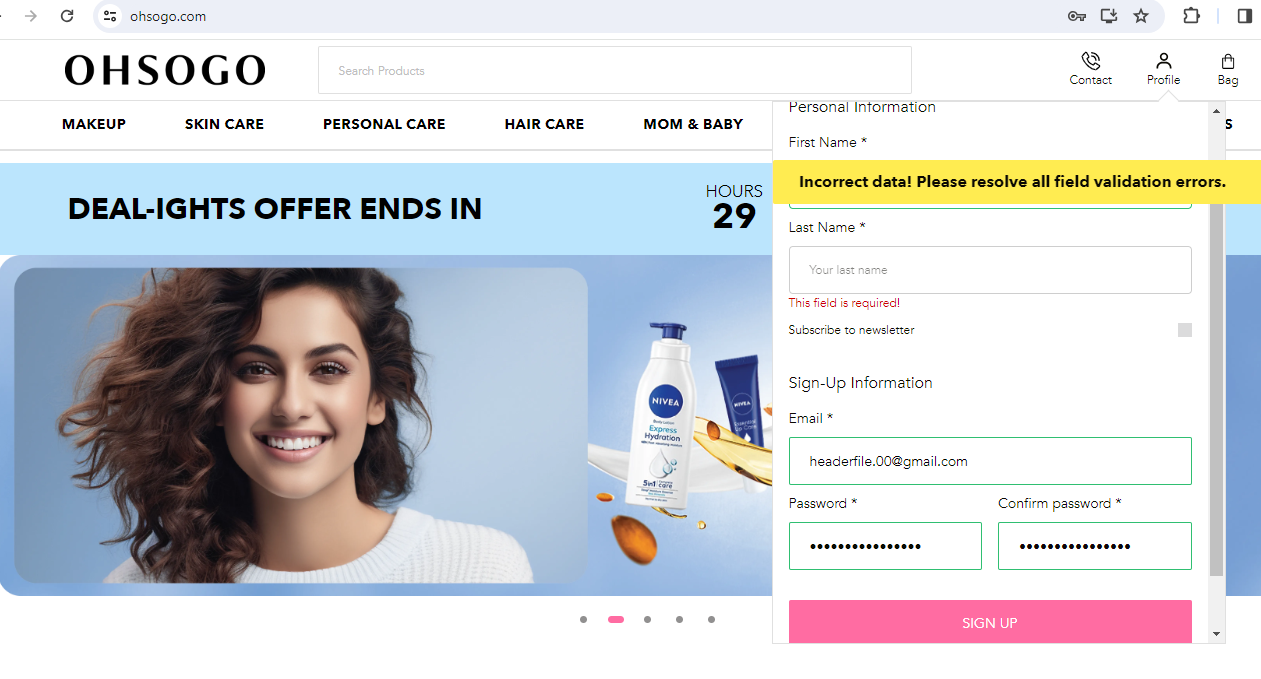 ohsogo.com
OHSOGO
Search Products
Contact
Profile
Bag
MAKEUP
SKIN CARE
PERSONAL CARE
HAIR CARE
MOM & BABY
S
DEAL-IGHTS OFFER ENDS IN
HOURS
29
NIVEA
Body Lotion
Express
Hydration
5in1 care
NIVEA
Personal Information
First Name *
Incorrect data! Please resolve all field validation errors.
Last Name *
Your last name
This field is required!
Subscribe to newsletter
Sign-Up Information
Email *
headerfile.00@gmail.com
Password *
Confirm password *
SIGN UP